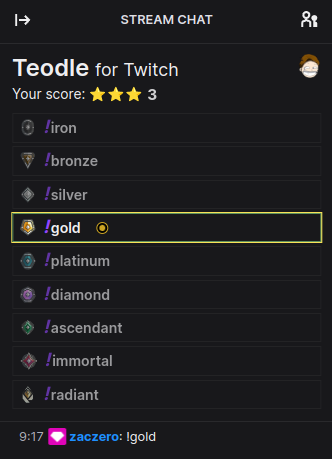 STREAM CHAT
Teodle for Twitch
Your score: ⭐⭐⭐ 3
!iron
!bronze
!silver
!gold
!platinum
!diamond
!ascendant
!immortal
!radiant
9:17 zaczero: !gold